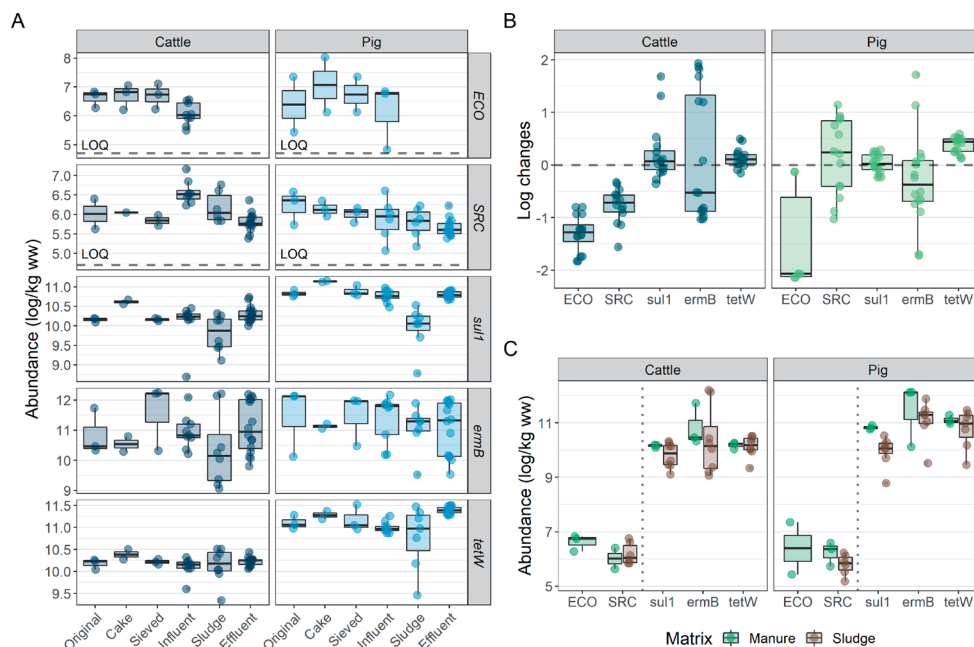 A
Cattle
Pig
Abundance (log/kg ww)
8
7
6
5
LOQ
LOQ
ECO
7.0
6.5
6.0
5.5
5.0
LOQ
LOQ
SRC
11.0
10.5
10.0
9.5
9.0
sul1
12
11
10
9
ermB
11.5
11.0
10.5
10.0
9.5
tetW
Original
Cake
Sieved
Influent
Sludge
Effluent
Original
Cake
Sieved
Influent
Sludge
Effluent
B
Cattle
Pig
Log changes
2
1
0
-1
-2
ECO
SRC
sul1
ermB
tetW
ECO
SRC
sul1
ermB
tetW
C
Cattle
Pig
Abundance (log/kg ww)
11
9
7
5
ECO
SRC
sul1
ermB
tetW
ECO
SRC
sul1
ermB
tetW
Matrix
Manure
Sludge